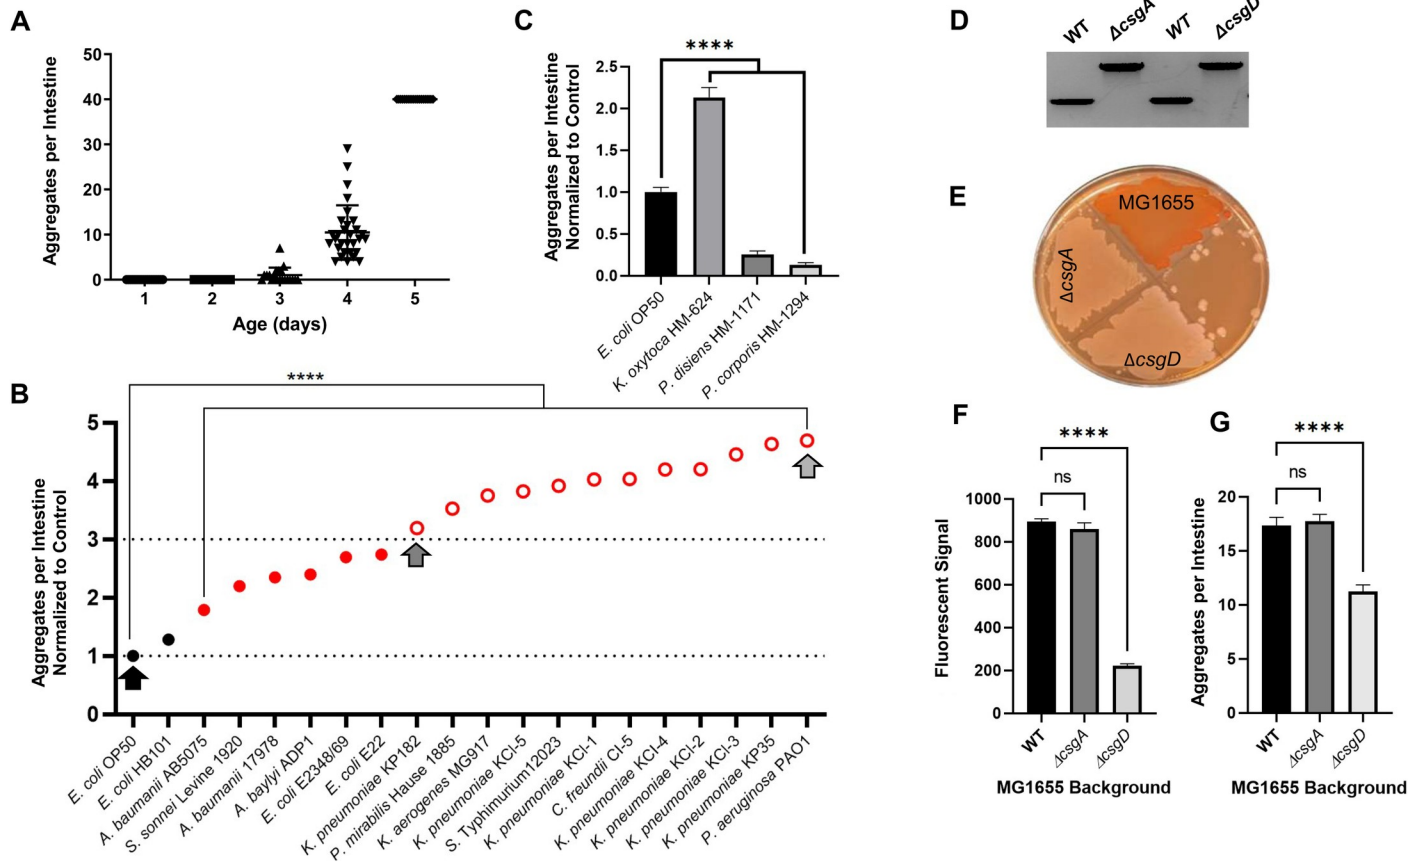 A
Aggregates per Intestine
50
40
30
20
10
0
1 2 3 4 5
Age (days)
B
****
Aggregates per Intestine
Normalized to Control
5
4
3
2
1
0
E. coli OP50
E. coli HB101
A. baumanii AB5075
S. sonnei Levine 1920
A. baumanii 17978
A. baylyi ADP1
E. coli E2348/69
E. coli E22
K. pneumoniae KP182
P. mirabilis Hause 1885
K. aerogenes MG917
K. pneumoniae KCI-5
S. Typhimurium12023
K. pneumoniae KCI-1
C. freundii CI-5
K. pneumoniae KCI-4
K. pneumoniae KCI-2
K. pneumoniae KCI-3
K. pneumoniae KP35
P. aeruginosa PAO1
C
****
Aggregates per Intestine
Normalized to Control
2.5
2.0
1.5
1.0
0.5
0.0
E. coli OP50
K. oxytoca HM-624
P. disiens HM-1171
P. corporis HM-1294
D
WT ΔcsgA WT ΔcsgD
E
MG1655
ΔcsgA
ΔcsgD
F
****
ns
Fluorescent Signal
1000
800
600
400
200
0
WT ΔcsgA ΔcsgD
MG1655 Background
G
****
ns
Aggregates per Intestine
20
15
10
5
0
WT ΔcsgA ΔcsgD
MG1655 Background